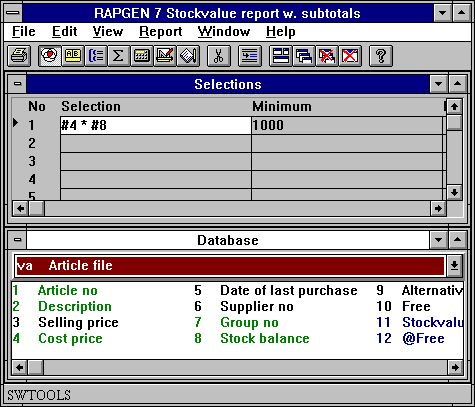 RAPGEN 7 Stockvalue report w. subtotals
File Edit View Report Window Help
Selections
No Selection Minimum
1 #4 * #8 1000
2
3
4
5
Database
va Article file
1 Article no 5 Date of last purchase 9 Alternativ
2 Description 6 Supplier no 10 Free
3 Selling price 7 Group no 11 Stockvalu
4 Cost price 8 Stock balance 12 @Free
SWTOOLS